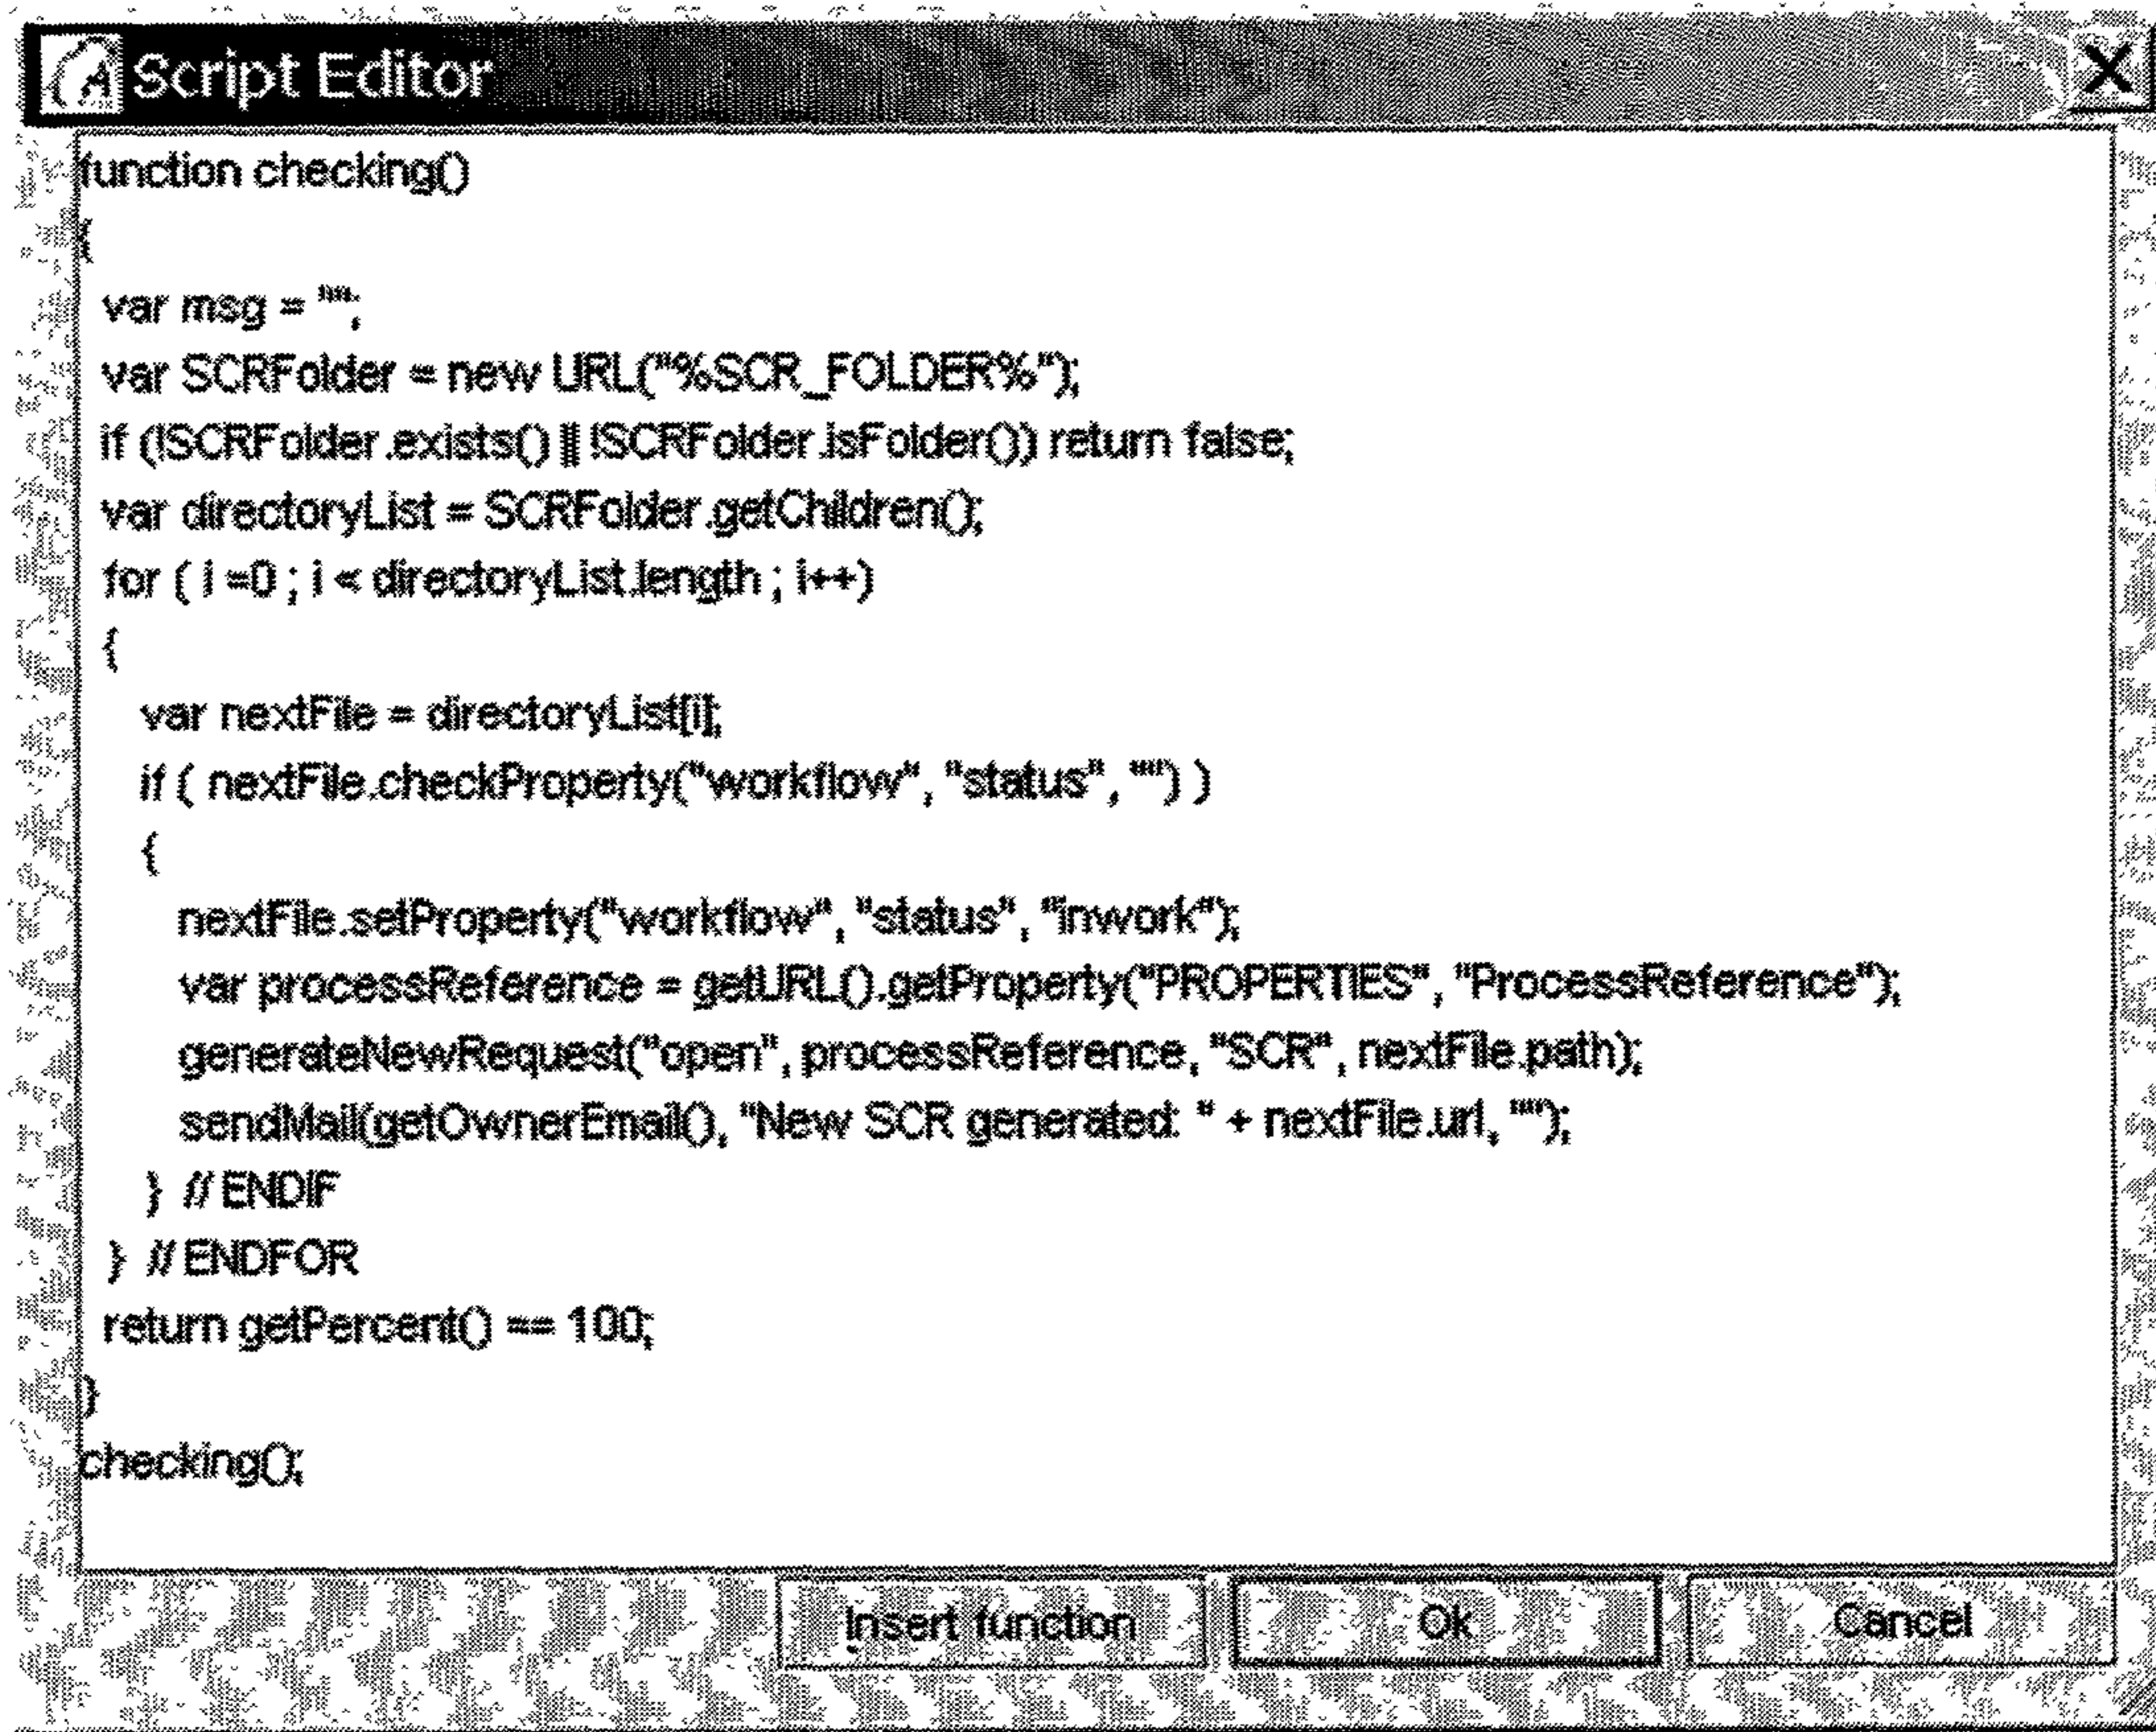 Script Editor
function checking()
{
var msg = "";
var SCRFolder = new URL("%SCR_FOLDER%");
if (!SCRFolder.exists() || !SCRFolder.isFolder()) return false;
var directoryList = SCRFolder.getChildren();
for ( i =0 ; i < directoryList.length ; i++)
{
var nextFile = directoryList[i];
if ( nextFile.checkProperty("workflow", "status", "") )
{
nextFile.setProperty("workflow", "status", "inwork");
var processReference = getURL().getProperty("PROPERTIES", "ProcessReference");
generateNewRequest("open", processReference, "SCR", nextFile.path);
sendMail(getOwnerEmail(), "New SCR generated: " + nextFile.url, "");
} // ENDIF
} // ENDFOR
return getPercent() == 100;
}
checking();
Insert function Ok Cancel